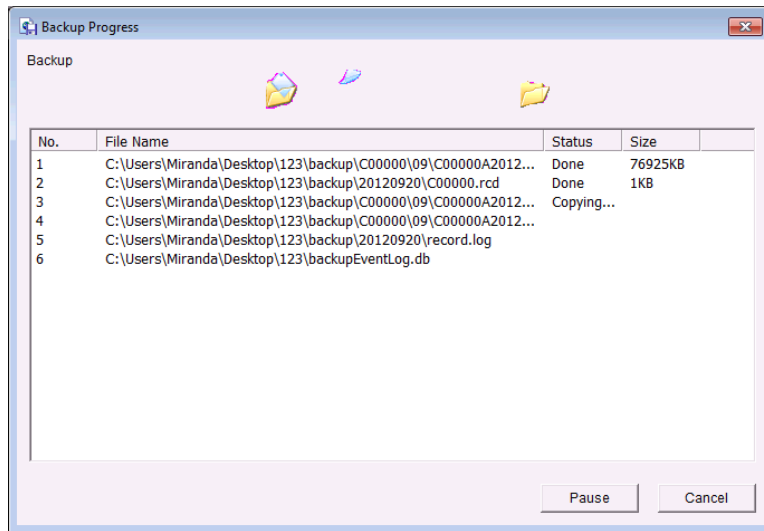 Backup Progress
Backup
No. File Name Status Size
1 C:\Users\Miranda\Desktop\123\backup\C00000\09\C00000A2012... Done 76925KB
2 C:\Users\Miranda\Desktop\123\backup\20120920\C00000.rcd Done 1KB
3 C:\Users\Miranda\Desktop\123\backup\C00000\09\C00000A2012... Copying...
4 C:\Users\Miranda\Desktop\123\backup\C00000\09\C00000A2012...
5 C:\Users\Miranda\Desktop\123\backup\20120920\record.log
6 C:\Users\Miranda\Desktop\123\backupEventLog.db
Pause Cancel